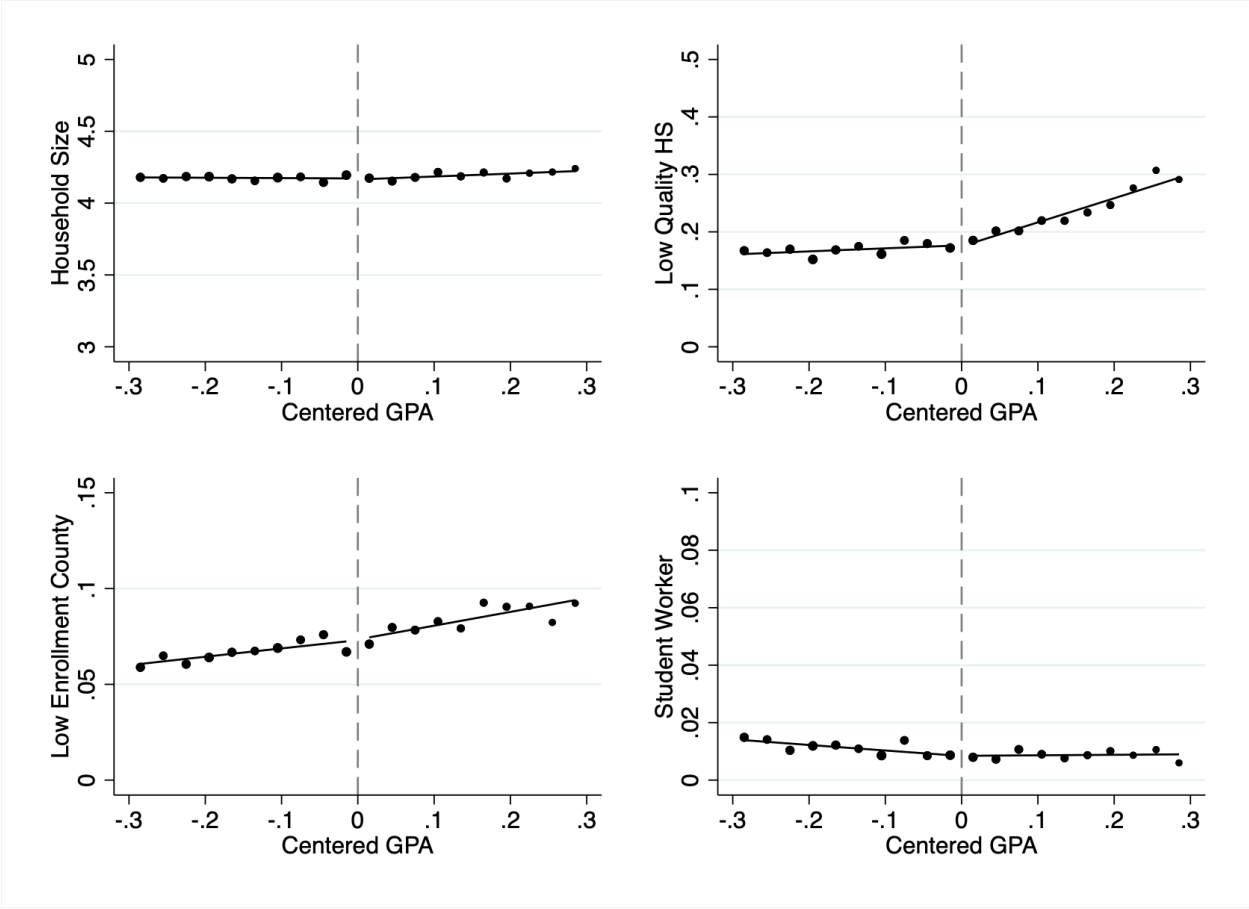 Household Size
5
4.5
4
3.5
3
-.3 -.2 -.1 0 .1 .2 .3
Centered GPA
Low Quality HS
.5
.4
.3
.2
.1
0
-.3 -.2 -.1 0 .1 .2 .3
Centered GPA
Low Enrollment County
.15
.1
.05
0
-.3 -.2 -.1 0 .1 .2 .3
Centered GPA
Student Worker
.1
.08
.06
.04
.02
0
-.3 -.2 -.1 0 .1 .2 .3
Centered GPA